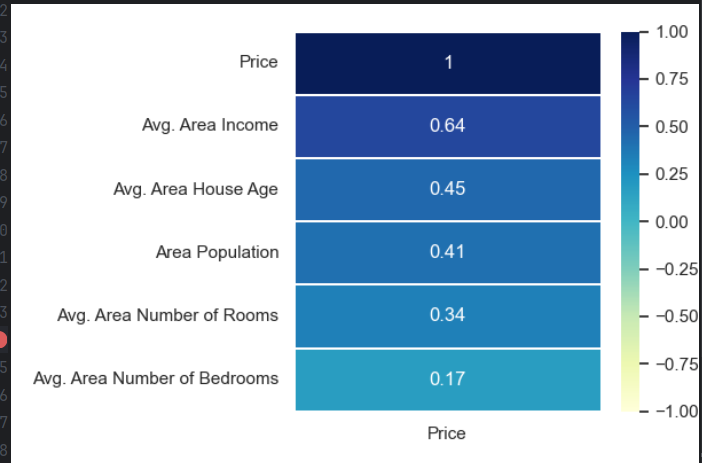 Price 1
Avg. Area Income 0.64
Avg. Area House Age 0.45
Area Population 0.41
Avg. Area Number of Rooms 0.34
Avg. Area Number of Bedrooms 0.17
Price
1.00
0.75
0.50
0.25
0.00
−0.25
−0.50
−0.75
−1.00